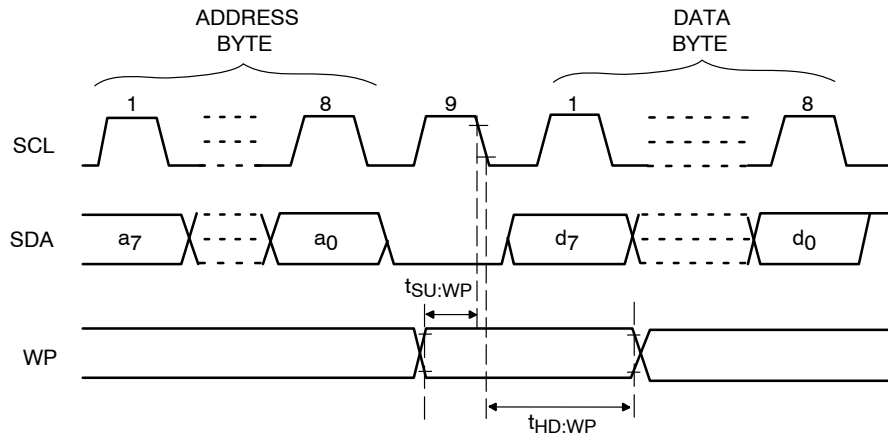 ADDRESS
BYTE
DATA
BYTE
1
8
9
1
8
SCL
SDA
a7
a0
d7
d0
tSU:WP
WP
tHD:WP